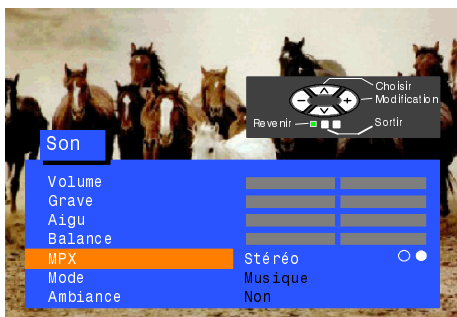 Choisir
Modification
Revenir
Sortir
Son
Volume
Grave
Aigu
Balance
MPX Stéréo
Mode Musique
Ambiance Non